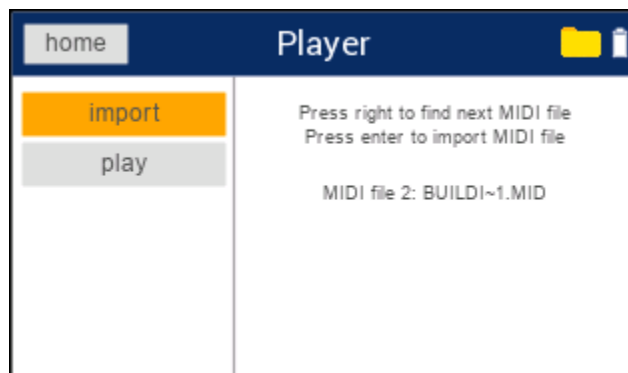 home
Player
import
play
Press right to find next MIDI file
Press enter to import MIDI file
MIDI file 2: BUILDI~1.MID